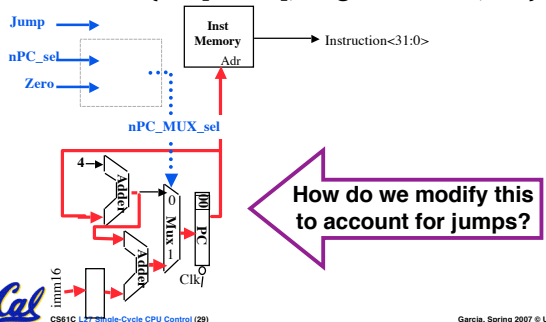 Jump
Inst
Memory
Instruction<31:0>
nPC_sel
Adr
Zero
nPC_MUX_sel
4
Adder
0
00
Mux
PC
How do we modify this
to account for jumps?
Adder
1
imm16
Clk
Cal
CS61C L27 Single-Cycle CPU Control (29)
Garcia, Spring 2007 © U